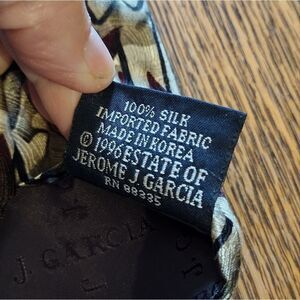 100% SILK
IMPORTED FABRIC
MADE IN KOREA
© 1996 ESTATE OF
JEROME J GARCIA
RN 88335
J. GARCIA